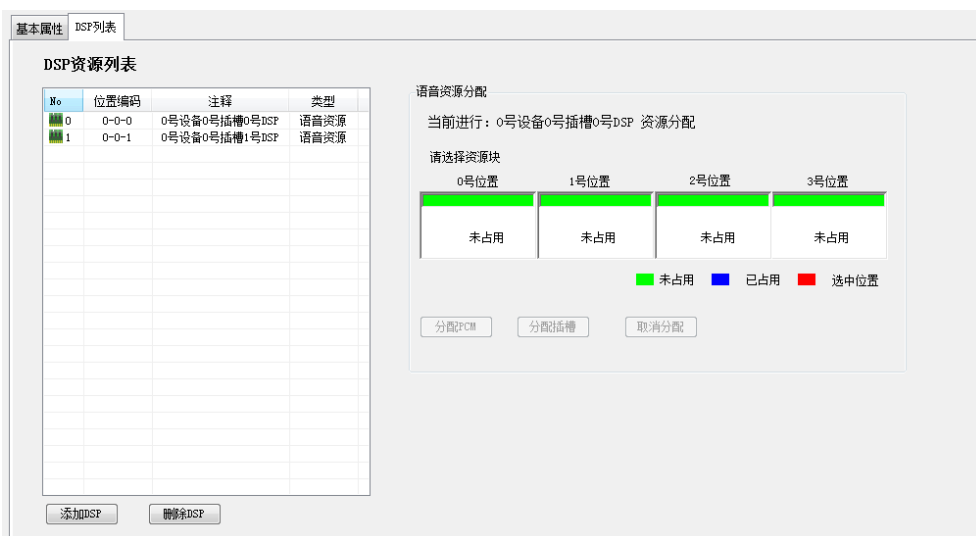 基本属性 DSP列表
DSP资源列表
No 位置编码 注释 类型
0 0-0-0 0号设备0号插槽0号DSP 语音资源
1 0-0-1 0号设备0号插槽1号DSP 语音资源
添加DSP 删除DSP
语音资源分配
当前进行：0号设备0号插槽0号DSP 资源分配
请选择资源块
0号位置 1号位置 2号位置 3号位置
未占用 未占用 未占用 未占用
未占用 已占用 选中位置
分配PCM 分配插槽 取消分配